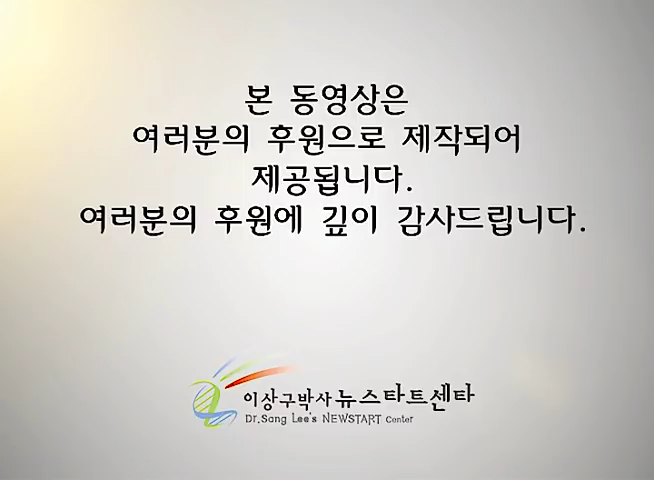 본 동영상은
여러분의 후원으로 제작되어
제공됩니다.
여러분의 후원에 깊이 감사드립니다.
이상구박사 뉴스타트센타
Dr.Sang Lee's NEWSTART Center